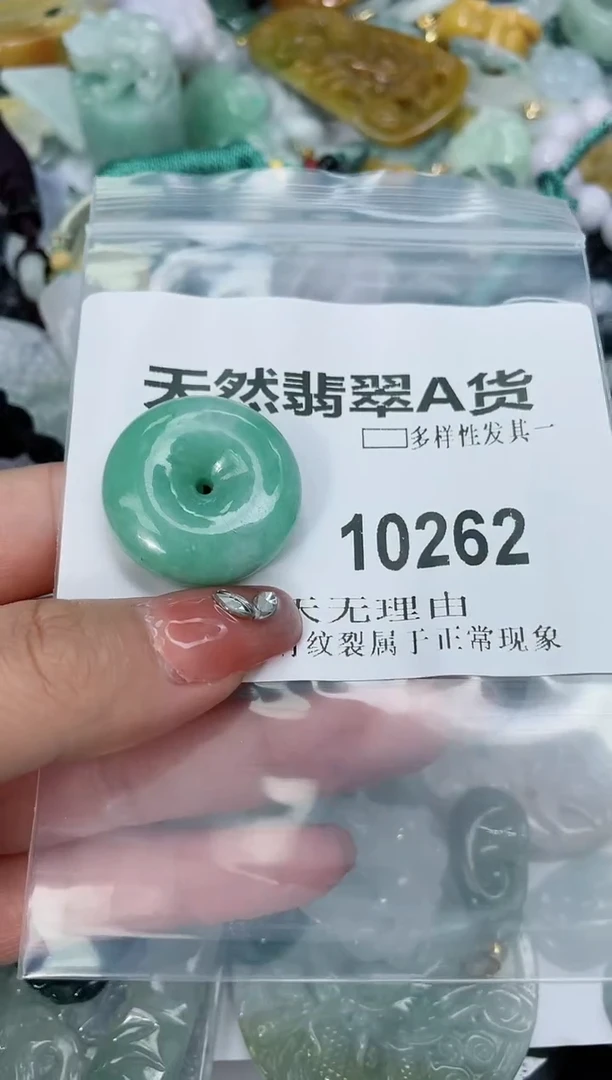 天然翡翠A货
多样性发其一
10262
天无理由
纹裂属于正常现象